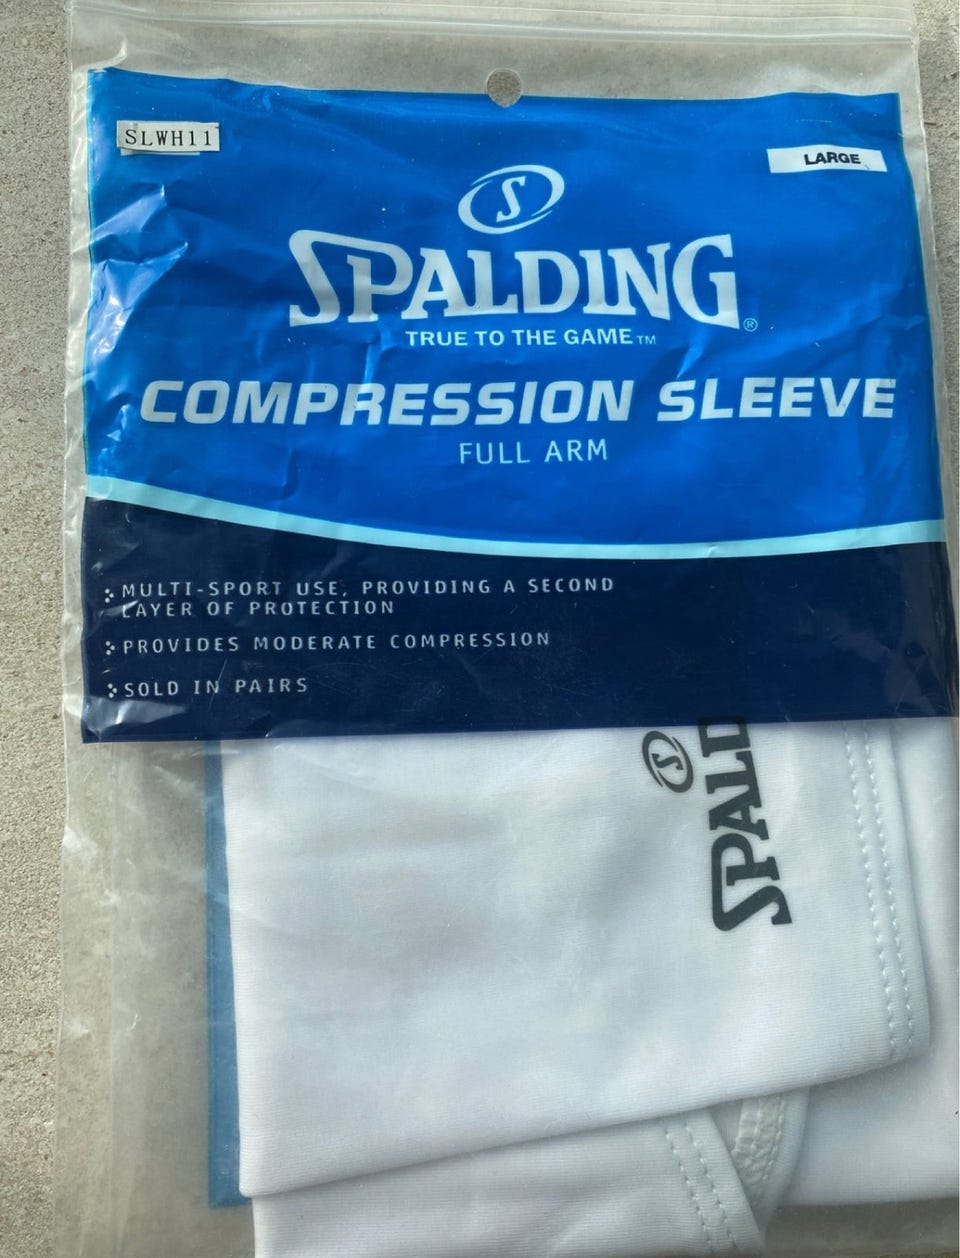 SLWH11
LARGE
S
SPALDING®
TRUE TO THE GAME™
COMPRESSION SLEEVE
FULL ARM
MULTI-SPORT USE, PROVIDING A SECOND
LAYER OF PROTECTION
PROVIDES MODERATE COMPRESSION
SOLD IN PAIRS
S
SPALD